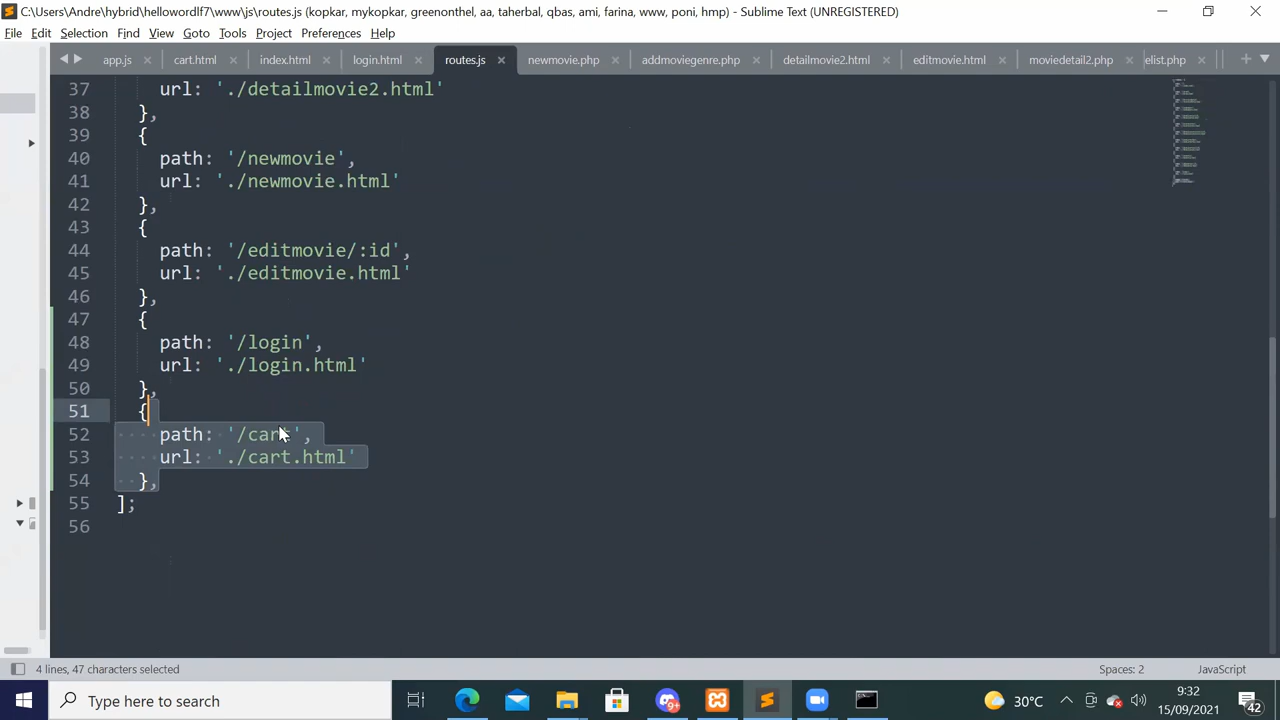 C:\Users\Andre\hybrid\hellowordlf7\www\js\routes.js (kopkar, mykopkar, greenonthel, aa, taherbal, qbas, ami, farina, www, poni, lmp) - Sublime Text (UNREGISTERED)
File Edit Selection Find View Goto Tools Project Preferences Help
app.js cart.html index.html login.html routes.js newmovie.php addmoviegenre.php detailmovie2.html editmovie.html moviedetail2.php elist.php
37 url: './detailmovie2.html'
38 },
39 {
40 path: '/newmovie',
41 url: './newmovie.html'
42 },
43 {
44 path: '/editmovie/:id',
45 url: './editmovie.html'
46 },
47 {
48 path: '/login',
49 url: './login.html'
50 },
51 {
52 path: '/cart',
53 url: './cart.html'
54 },
55 ];
56
4 lines, 47 characters selected Spaces: 2 JavaScript
Type here to search 9+ 30°C 9:32
15/09/2021 42